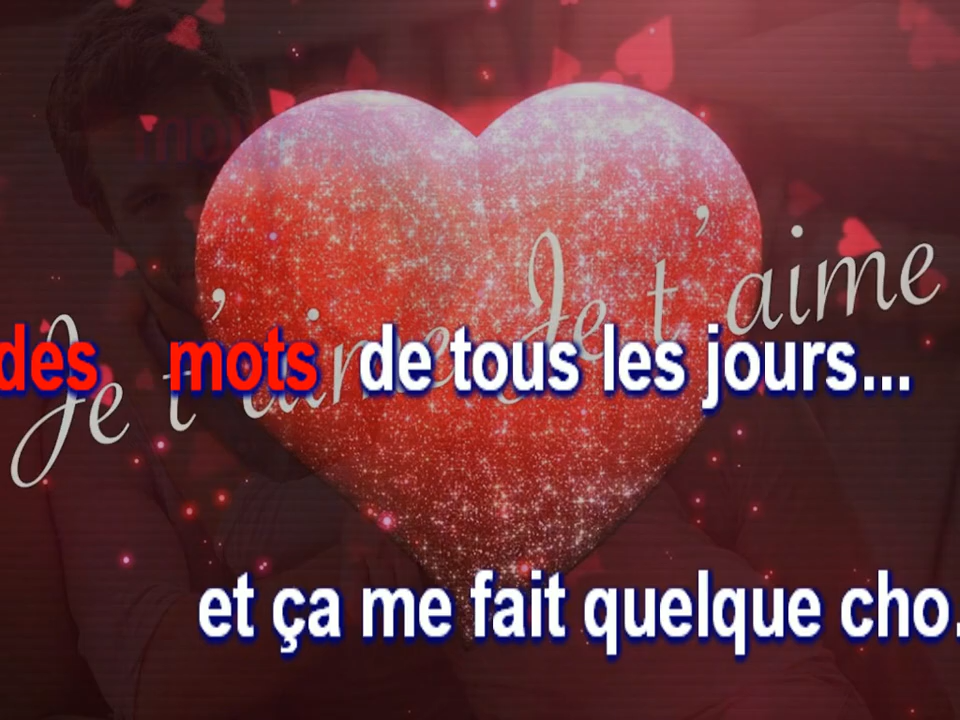 Je t'aime Je t'aime
des mots de tous les jours...
et ça me fait quelque cho.